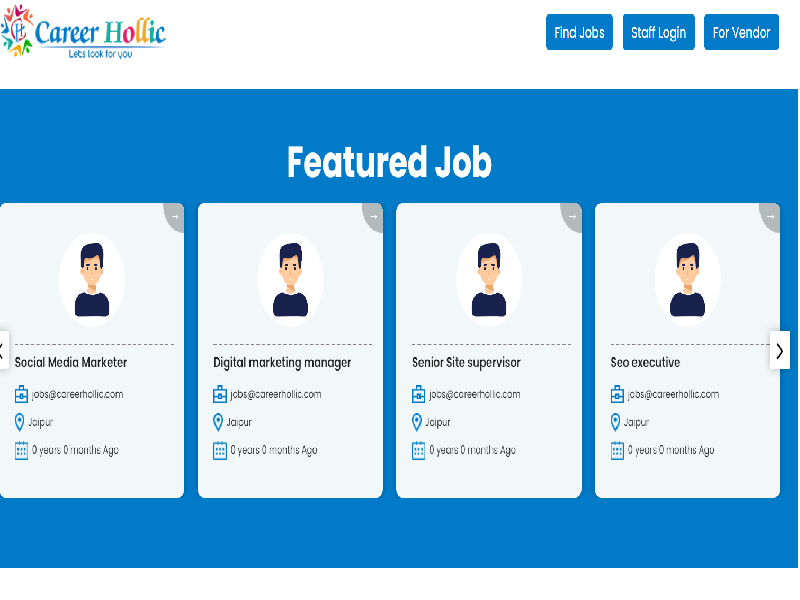 Career Hollic
Lets look for you
Find Jobs
Staff Login
For Vendor
Featured Job
Social Media Marketer
jobs@careerhollic.com
Jaipur
0 years 0 months Ago
Digital marketing manager
jobs@careerhollic.com
Jaipur
0 years 0 months Ago
Senior Site supervisor
jobs@careerhollic.com
Jaipur
0 years 0 months Ago
Seo executive
jobs@careerhollic.com
Jaipur
0 years 0 months Ago